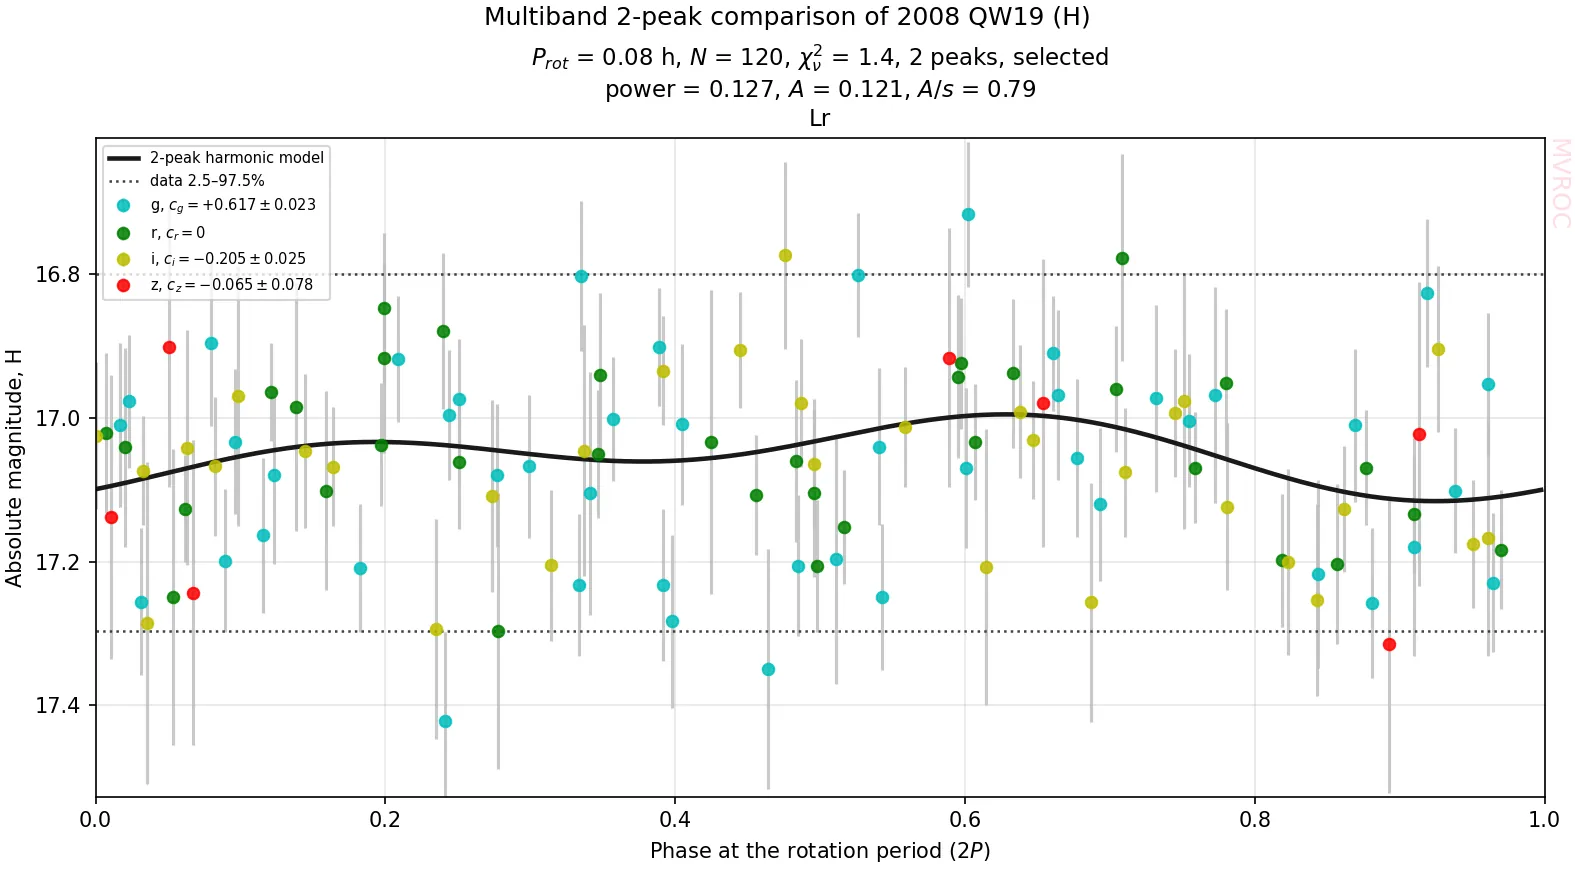 Multiband 2-peak comparison of 2008 QW19 (H)
P_rot = 0.08 h, N = 120, χ²_ν = 1.4, 2 peaks, selected
power = 0.127, A = 0.121, A/s = 0.79
Lr
2-peak harmonic model
data 2.5–97.5%
g, c_g = +0.617 ± 0.023
r, c_r = 0
i, c_i = −0.205 ± 0.025
z, c_z = −0.065 ± 0.078
MVROC
Absolute magnitude, H
16.8
17.0
17.2
17.4
0.0 0.2 0.4 0.6 0.8 1.0
Phase at the rotation period (2P)